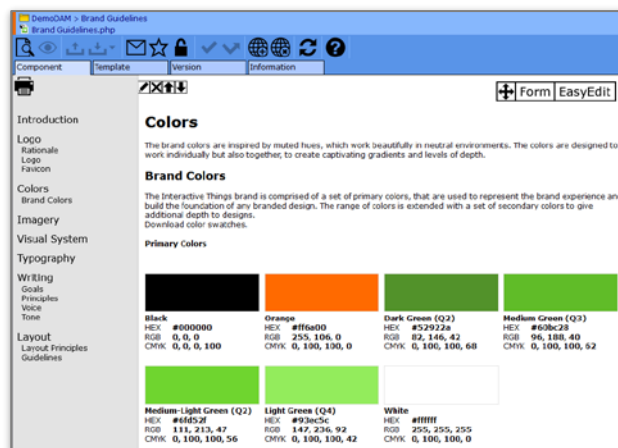 DemoDAM > Brand Guidelines
Brand Guidelines.php
Component Template Version Information
Form EasyEdit
Introduction
Logo
Rationale
Logo
Favicon
Colors
Brand Colors
Imagery
Visual System
Typography
Writing
Goals
Principles
Voice
Tone
Layout
Layout Principles
Guidelines
Colors
The brand colors are inspired by muted hues, which work beautifully in neutral environments. The colors are designed to
work individually but also together, to create captivating gradients and levels of depth.
Brand Colors
The Interactive Things brand is comprised of a set of primary colors, that are used to represent the brand experience an
build the foundation of any branded design. The range of colors is extended with a set of secondary colors to give
additional depth to designs.
Download color swatches.
Primary Colors
Black
HEX #000000
RGB 0, 0, 0
CMYK 0, 0, 0, 100
Orange
HEX #ff6a00
RGB 255, 106, 0
CMYK 0, 100, 100, 0
Dark Green (Q2)
HEX #52922a
RGB 82, 146, 42
CMYK 0, 100, 100, 68
Medium Green (Q3)
HEX #60bc28
RGB 96, 188, 40
CMYK 0, 100, 100, 62
Medium-Light Green (Q2)
HEX #6fd52f
RGB 111, 213, 47
CMYK 0, 100, 100, 56
Light Green (Q4)
HEX #93ec5c
RGB 147, 236, 92
CMYK 0, 100, 100, 42
White
HEX #ffffff
RGB 255, 255, 255
CMYK 0, 100, 100, 0